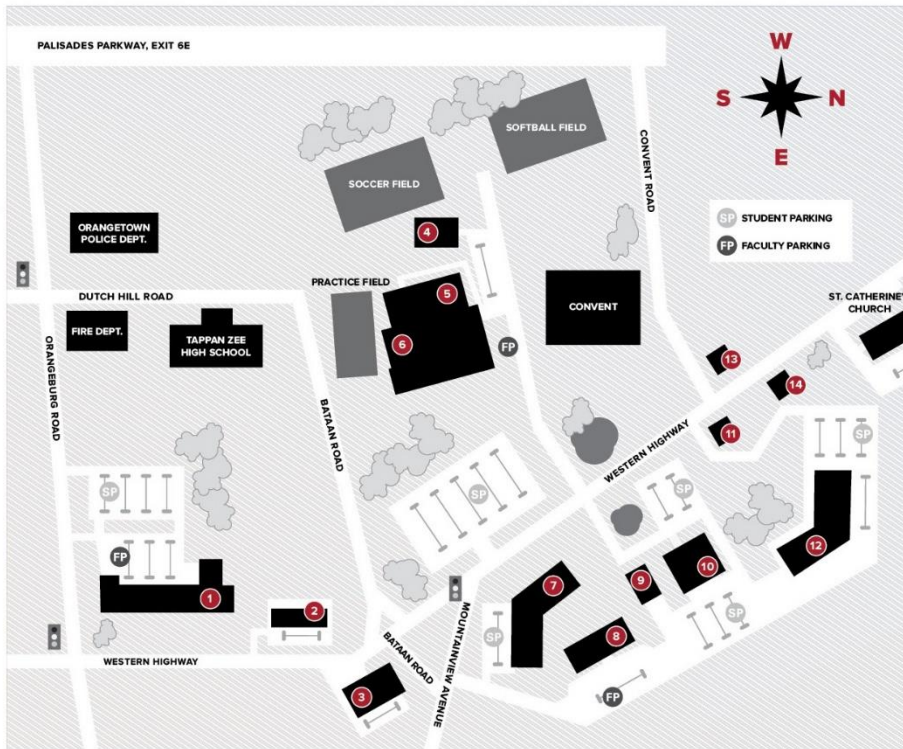 PALISADES PARKWAY, EXIT 6E
W
S
N
E
SOFTBALL FIELD
SOCCER FIELD
CONVENT ROAD
SP STUDENT PARKING
FP FACULTY PARKING
ORANGETOWN
POLICE DEPT.
4
PRACTICE FIELD
5
DUTCH HILL ROAD
CONVENT
ST. CATHERINE'S
CHURCH
FIRE DEPT.
TAPPAN ZEE
HIGH SCHOOL
6
FP
13
14
ORANGEBURG ROAD
BATAAN ROAD
WESTERN HIGHWAY
11
SP
SP
SP
SP
FP
12
10
9
7
1
2
MOUNTAINVIEW AVENUE
SP
8
SP
BATAAN ROAD
WESTERN HIGHWAY
3
FP